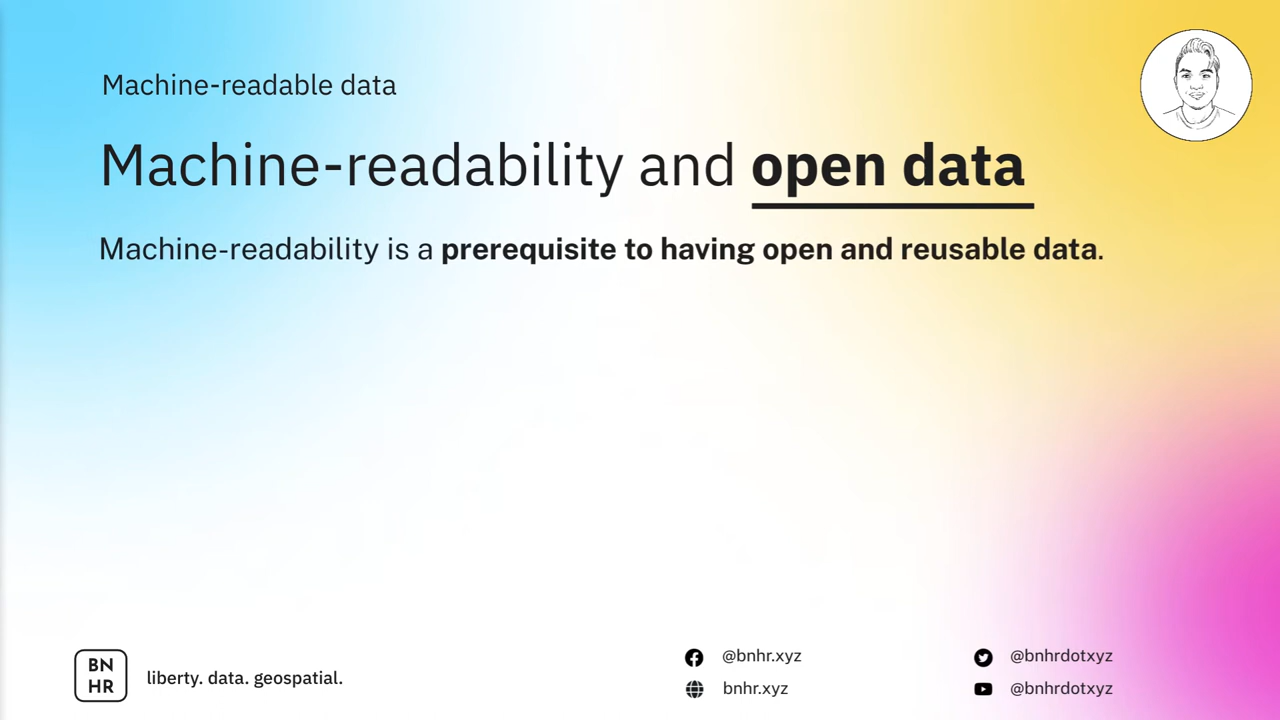 Machine-readable data
Machine-readability and open data
Machine-readability is a prerequisite to having open and reusable data.
BN
HR
liberty. data. geospatial.
@bnhr.xyz
@bnhrdotxyz
bnhr.xyz
@bnhrdotxyz